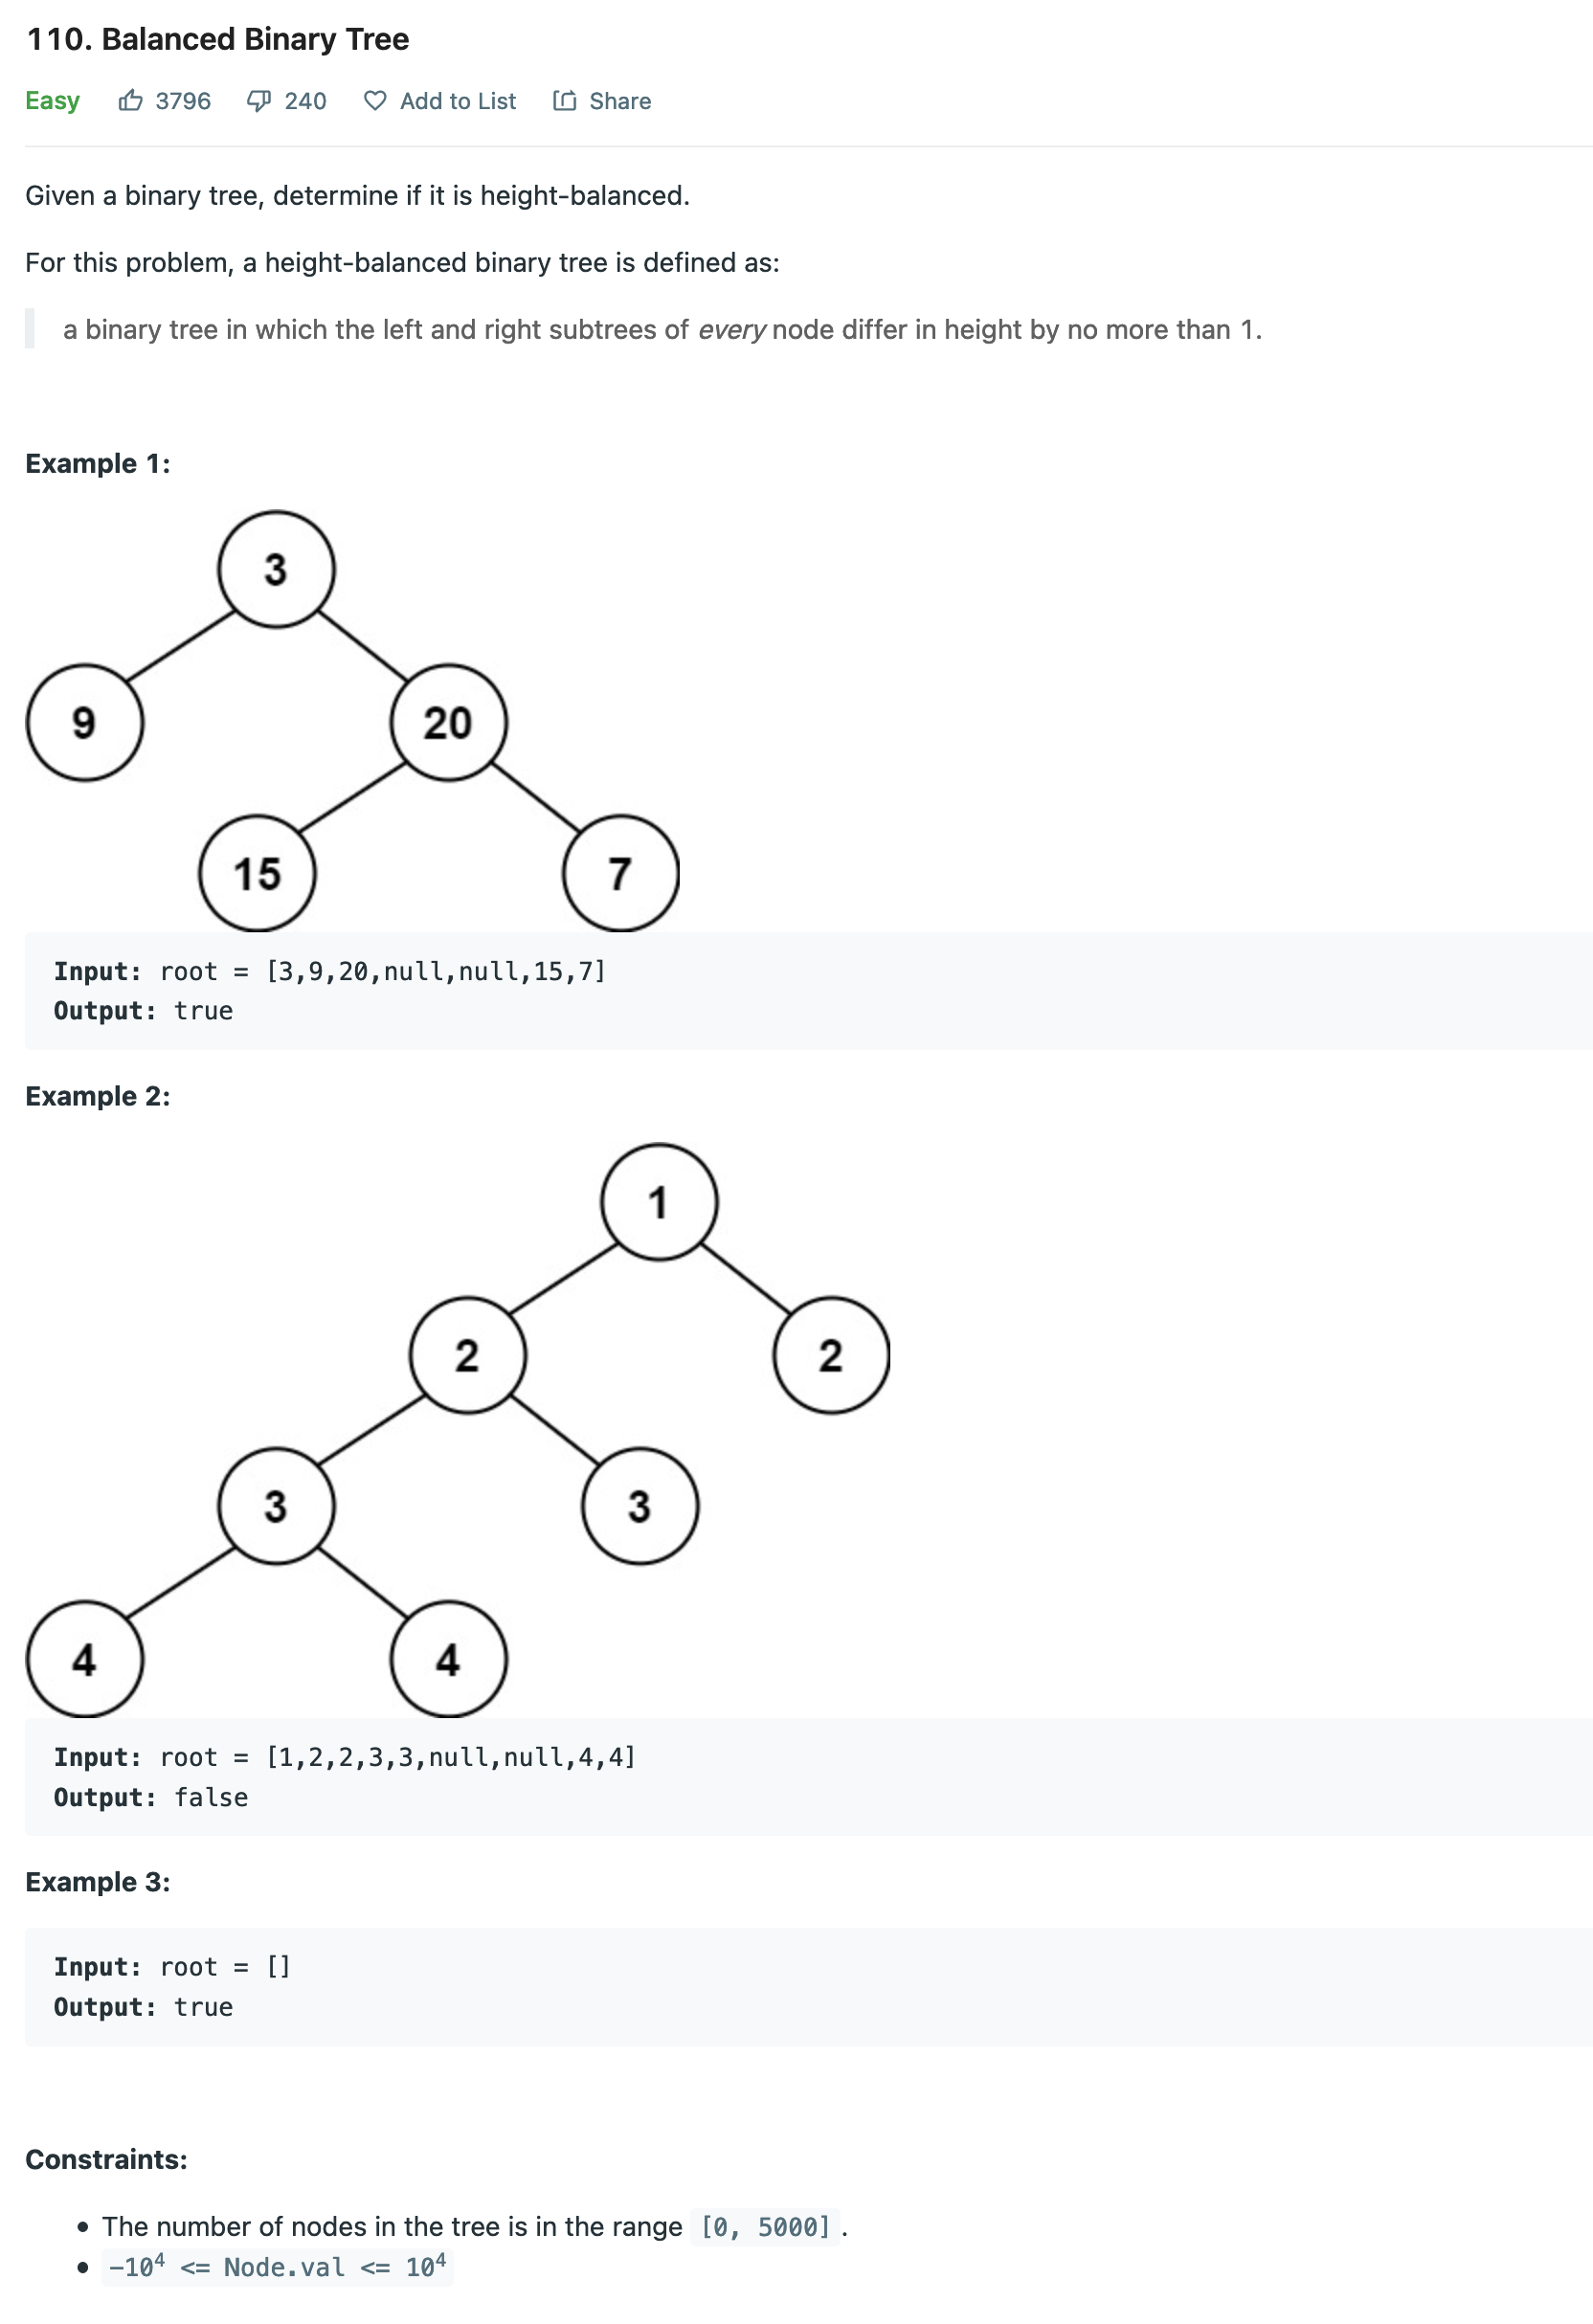 110. Balanced Binary Tree
Easy 3796 240 Add to List Share
Given a binary tree, determine if it is height-balanced.
For this problem, a height-balanced binary tree is defined as:
a binary tree in which the left and right subtrees of every node differ in height by no more than 1.
Example 1:
3
9 20
15 7
Input: root = [3,9,20,null,null,15,7]
Output: true
Example 2:
1
2 2
3 3
4 4
Input: root = [1,2,2,3,3,null,null,4,4]
Output: false
Example 3:
Input: root = []
Output: true
Constraints:
• The number of nodes in the tree is in the range [0, 5000] .
• −10⁴ <= Node.val <= 10⁴